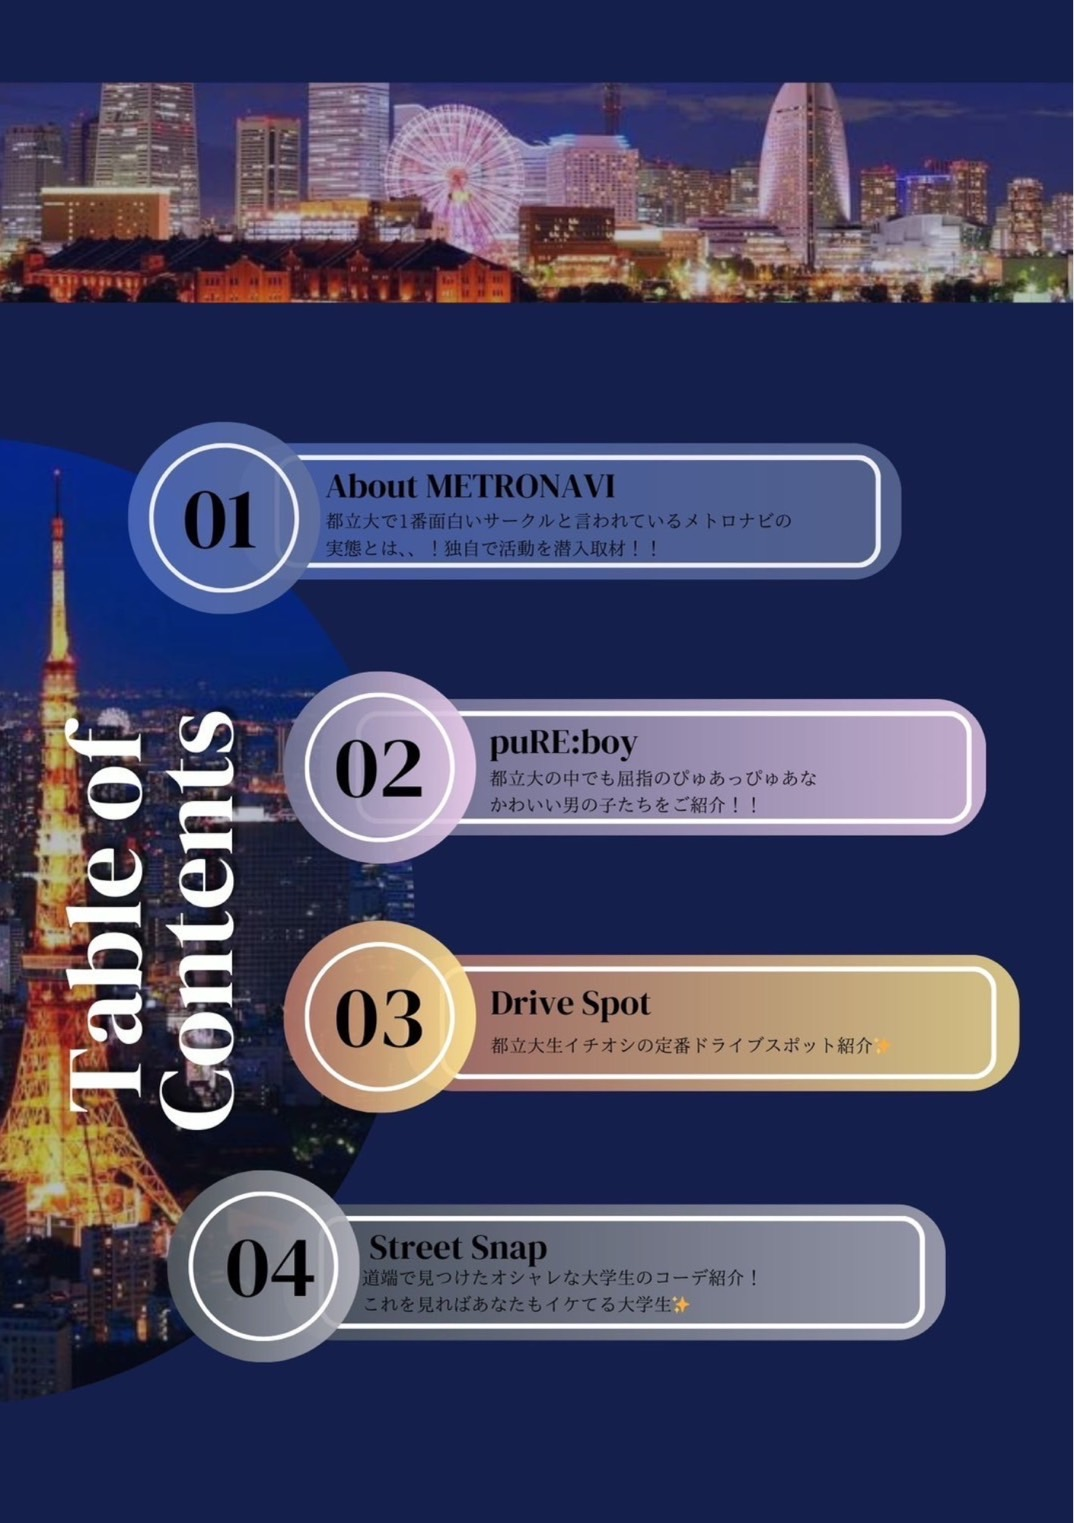 Table of
Contents
01
About METRONAVI
都立大で1番面白いサークルと言われているメトロナビの
実態とは、、！独自で活動を潜入取材！！
02
puRE:boy
都立大の中でも屈指のぴゅあっぴゅあな
かわいい男の子たちをご紹介！！
03
Drive Spot
都立大生イチオシの定番ドライブスポット紹介✨
04
Street Snap
道端で見つけたオシャレな大学生のコーデ紹介！
これを見ればあなたもイケてる大学生✨